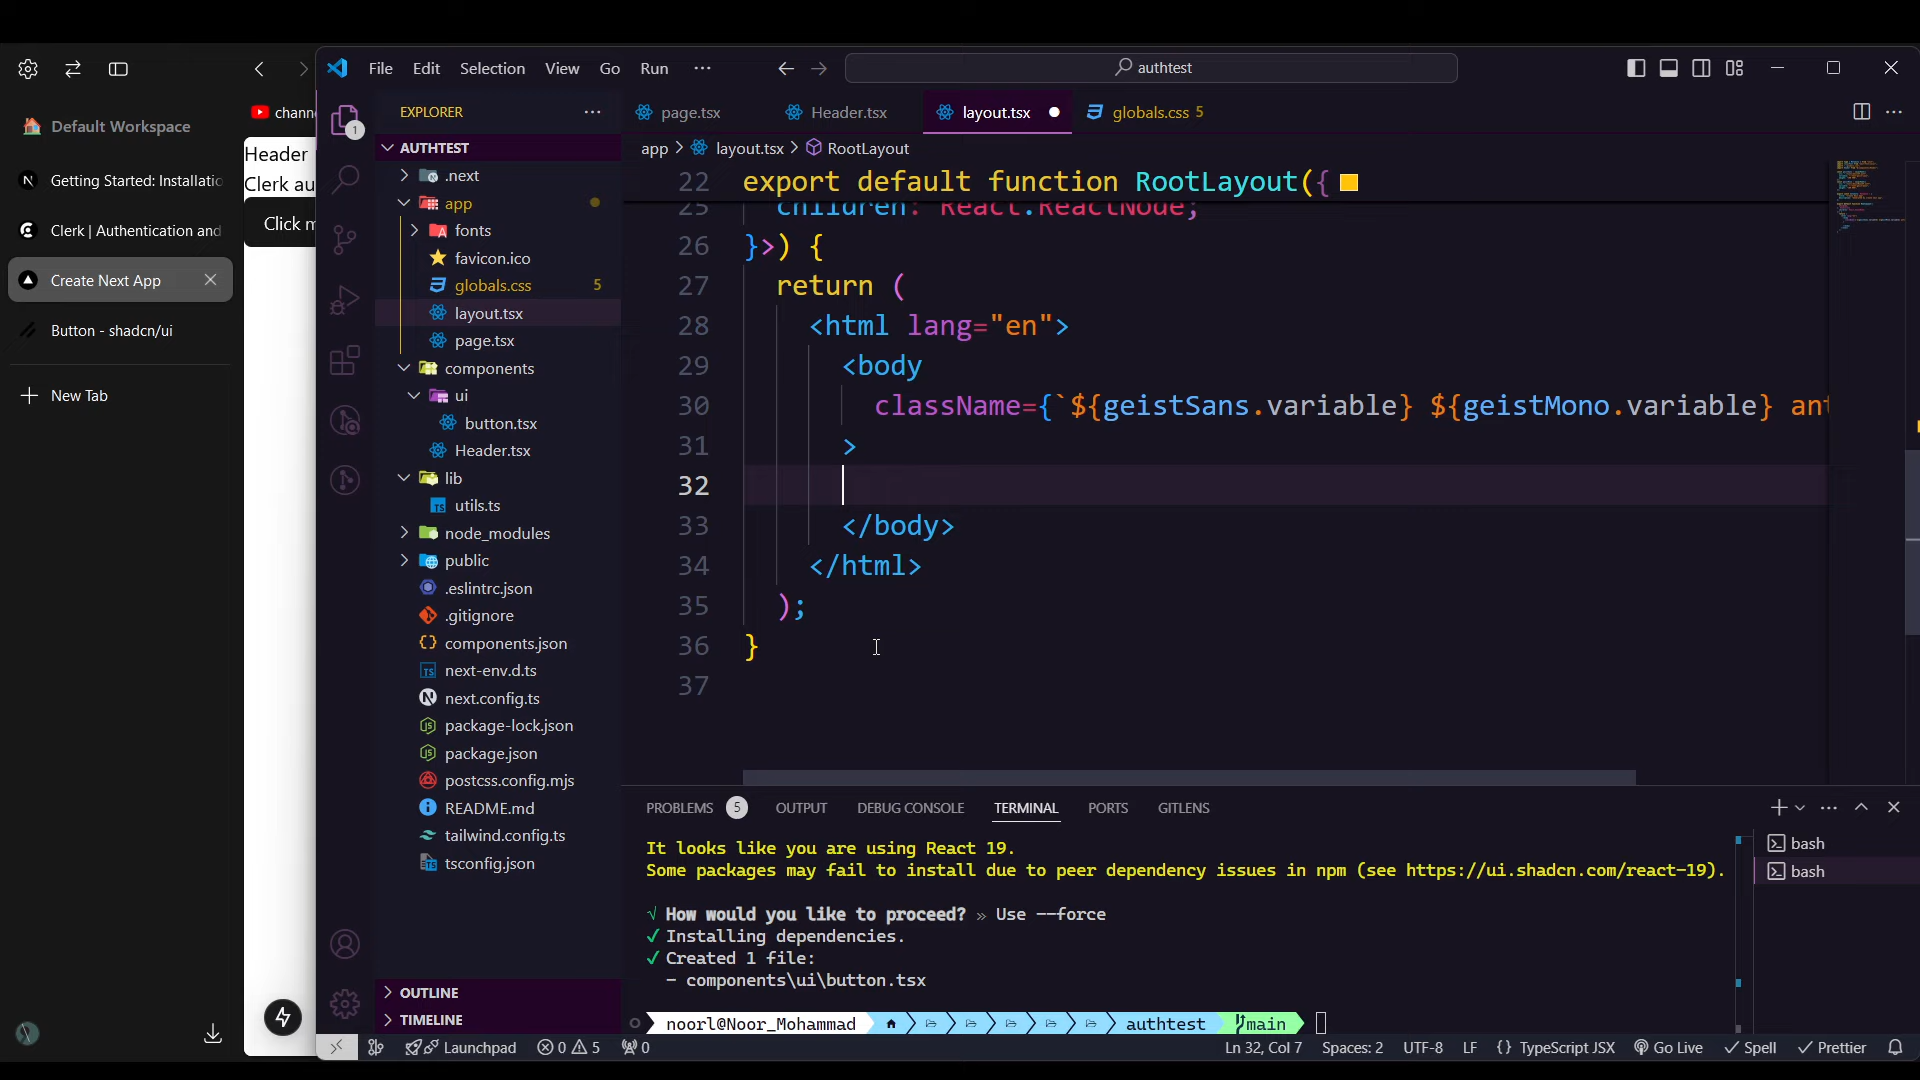 File Edit Selection View Go Run ···
authtest
Default Workspace
Getting Started: Installatio
Clerk | Authentication and
Create Next App
Button - shadcn/ui
New Tab
chann
Header
Clerk au
Click m
1
EXPLORER
AUTHTEST
.next
app
fonts
favicon.ico
globals.css 5
layout.tsx
page.tsx
components
ui
button.tsx
Header.tsx
lib
utils.ts
node_modules
public
.eslintrc.json
.gitignore
components.json
next-env.d.ts
next.config.ts
package-lock.json
package.json
postcss.config.mjs
README.md
tailwind.config.ts
tsconfig.json
OUTLINE
TIMELINE
page.tsx Header.tsx layout.tsx globals.css 5
app > layout.tsx > RootLayout
22 export default function RootLayout({
25 children: React.ReactNode;
26 }>) {
27 return (
28 <html lang="en">
29 <body
30 className={`${geistSans.variable} ${geistMono.variable} ant
31 >
32
33 </body>
34 </html>
35 );
36 }
37
PROBLEMS 5 OUTPUT DEBUG CONSOLE TERMINAL PORTS GITLENS
It looks like you are using React 19.
Some packages may fail to install due to peer dependency issues in npm (see https://ui.shadcn.com/react-19).
√ How would you like to proceed? » Use --force
✓ Installing dependencies.
✓ Created 1 file:
- components\ui\button.tsx
noorl@Noor_Mohammad authtest main
bash
bash
Launchpad 0 5 0 Ln 32, Col 7 Spaces: 2 UTF-8 LF {} TypeScript JSX Go Live Spell Prettier